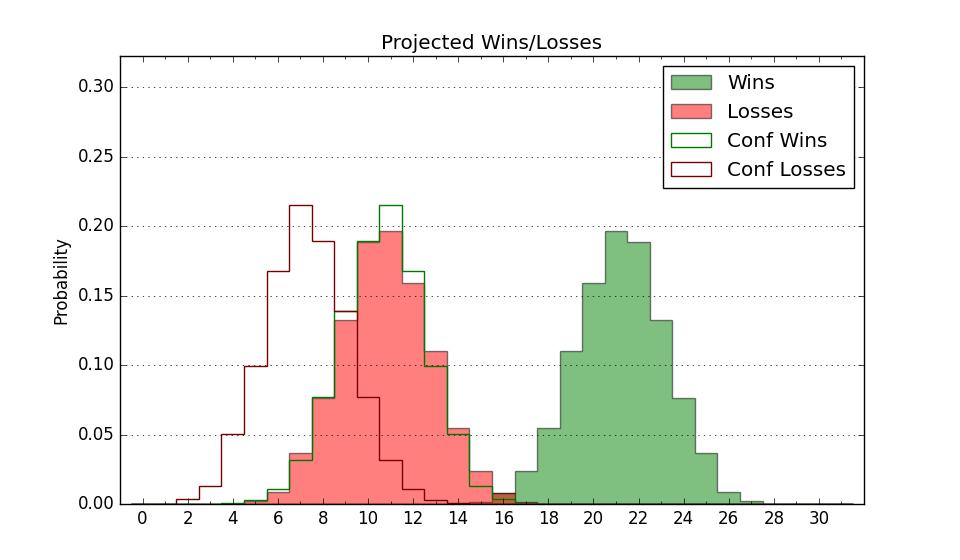 Projected Wins/Losses
0.30
0.25
0.20
0.15
0.10
0.05
0.00
Probability
Wins
Losses
Conf Wins
Conf Losses
0 2 4 6 8 10 12 14 16 18 20 22 24 26 28 30